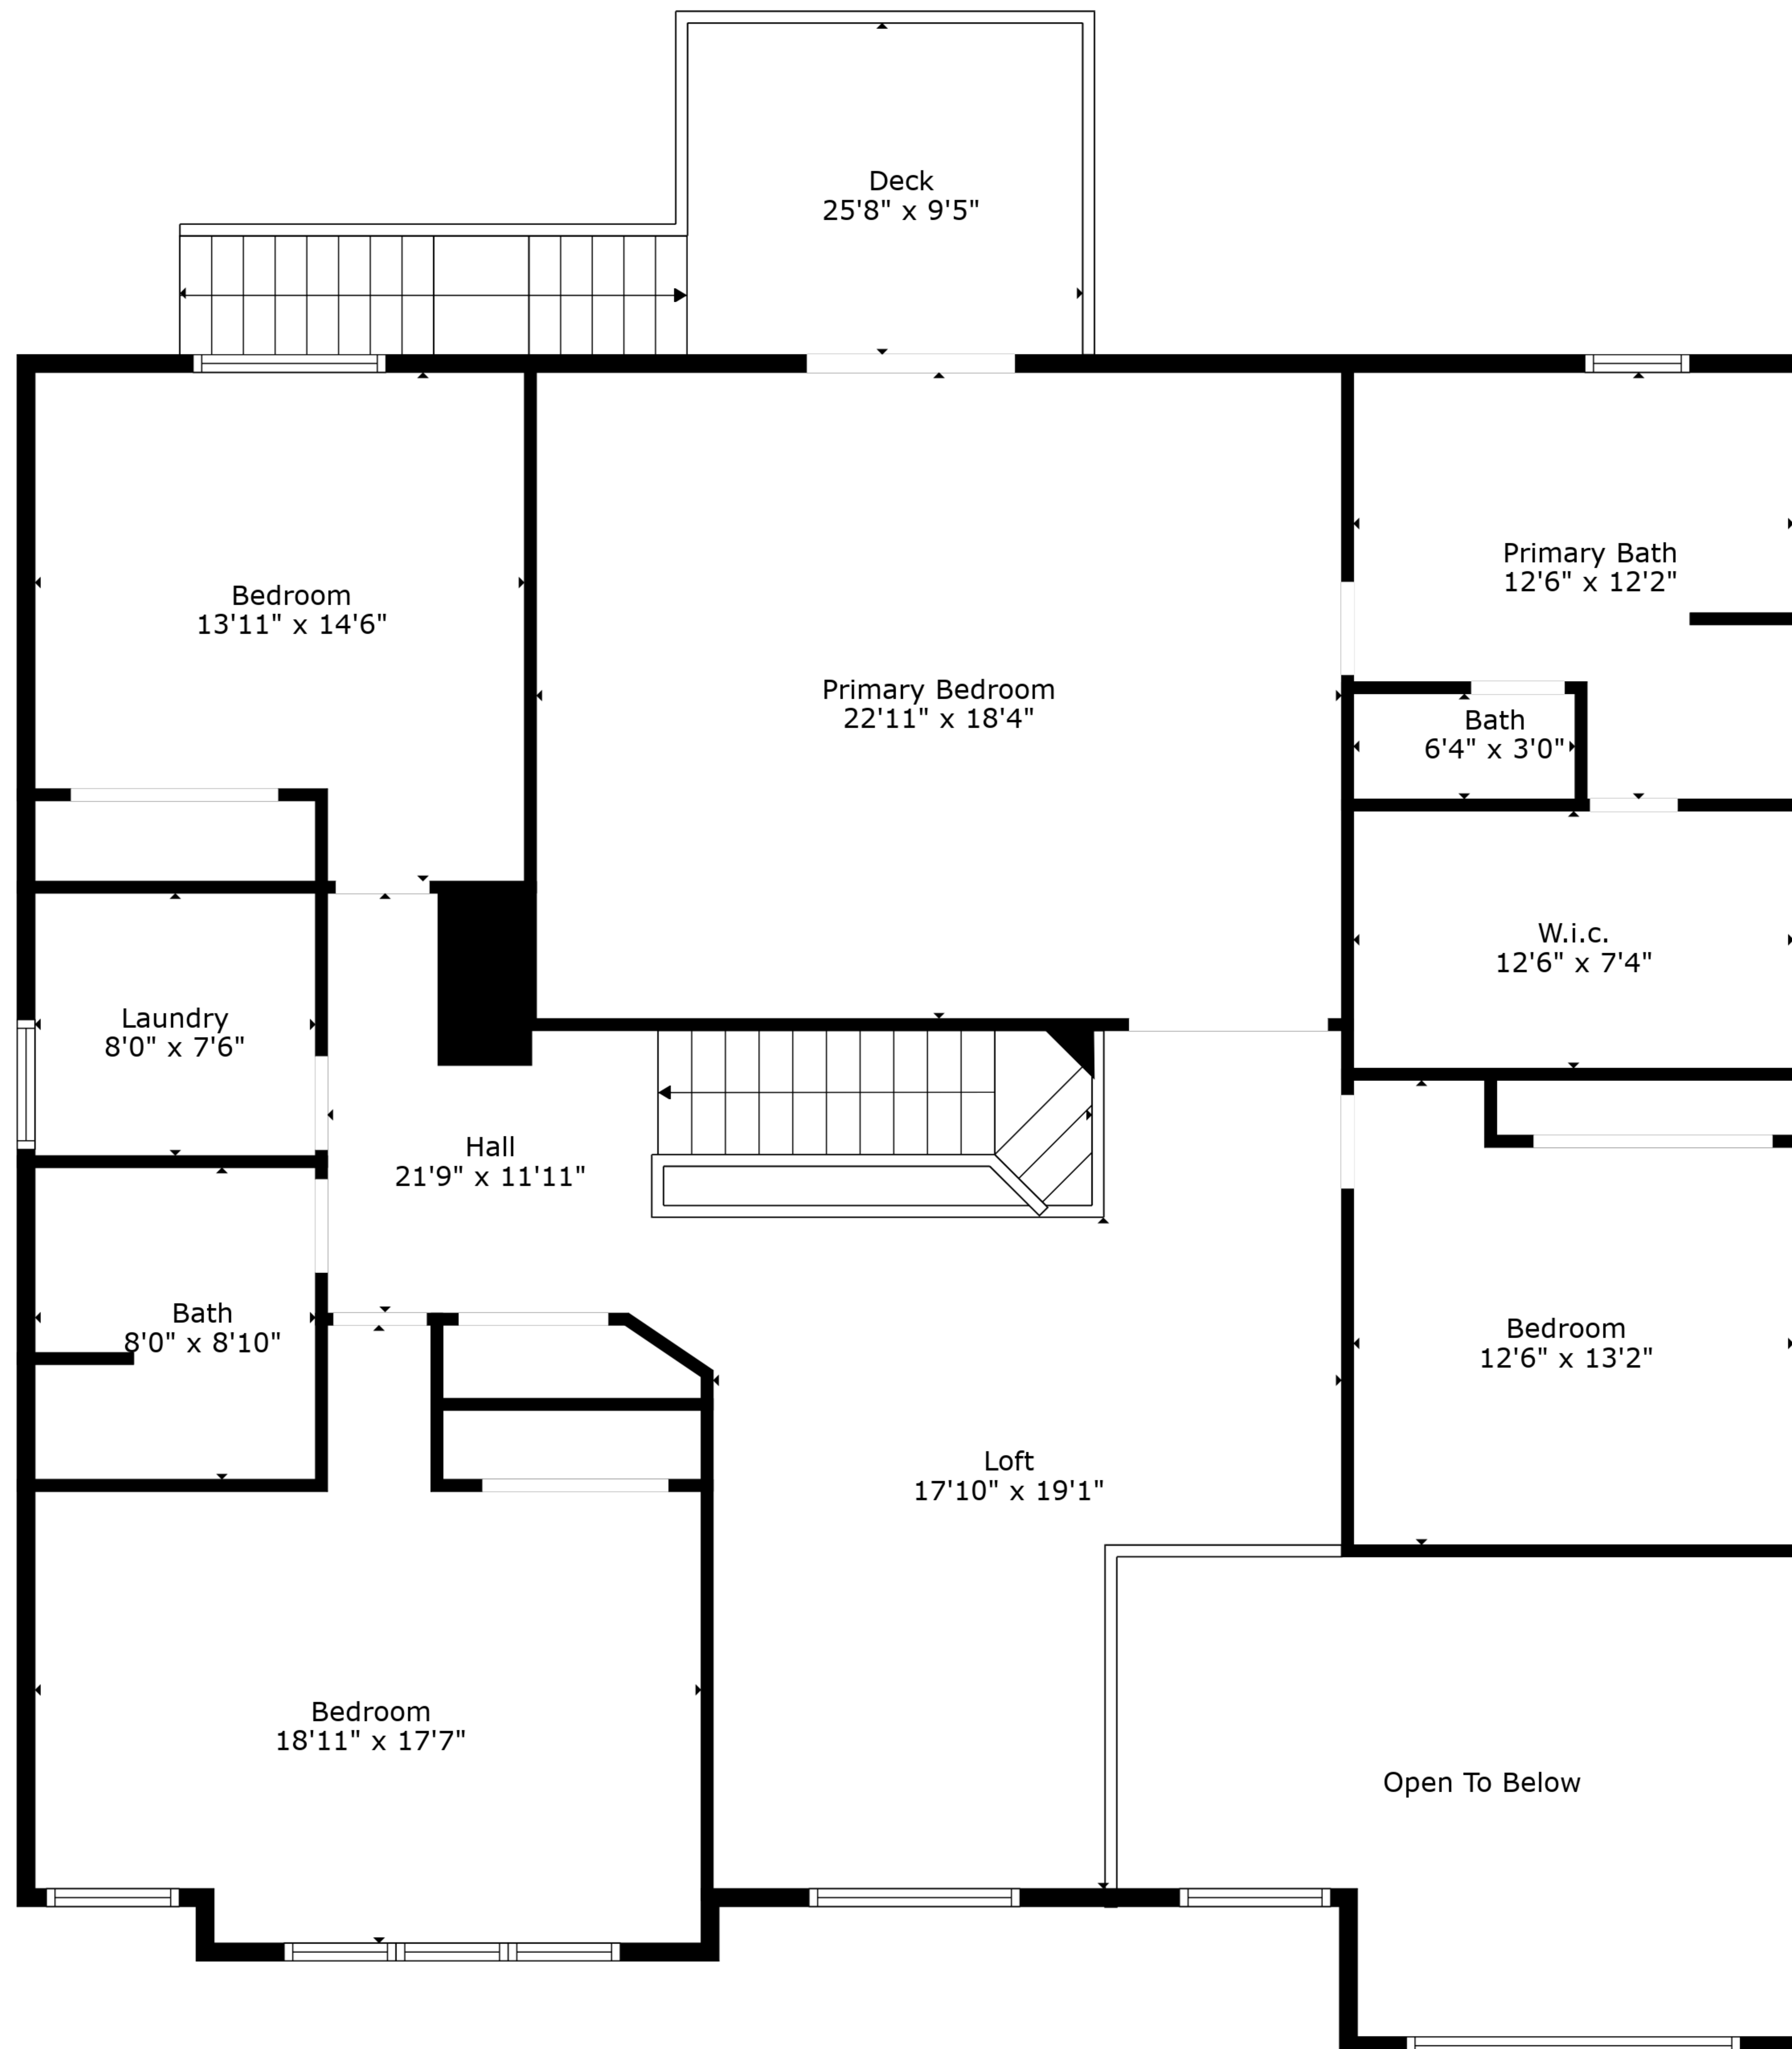 Deck
25'8" x 9'5"
Primary Bath
12'6" x 12'2"
Bedroom
13'11" x 14'6"
Primary Bedroom
22'11" x 18'4"
Bath
6'4" x 3'0"
W.i.c.
12'6" x 7'4"
Laundry
8'0" x 7'6"
Hall
21'9" x 11'11"
Bath
8'0" x 8'10"
Bedroom
12'6" x 13'2"
Loft
17'10" x 19'1"
Bedroom
18'11" x 17'7"
Open To Below